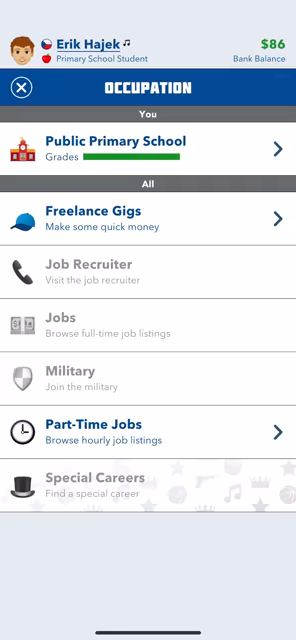 Erik Hajek
$86
Primary School Student
Bank Balance
OCCUPATION
You
Public Primary School
Grades
All
Freelance Gigs
Make some quick money
Job Recruiter
Visit the job recruiter
Jobs
Browse full-time job listings
Military
Join the military
Part-Time Jobs
Browse hourly job listings
Special Careers
Find a special career